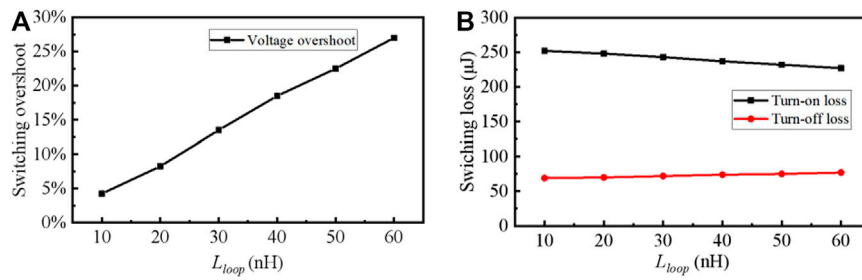 A
30%
25%
20%
15%
10%
5%
0%
Switching overshoot
Voltage overshoot
10 20 30 40 50 60
L_loop (nH)
B
300
250
200
150
100
50
0
Swiching loss (μJ)
Turn-on loss
Turn-off loss
10 20 30 40 50 60
L_loop (nH)